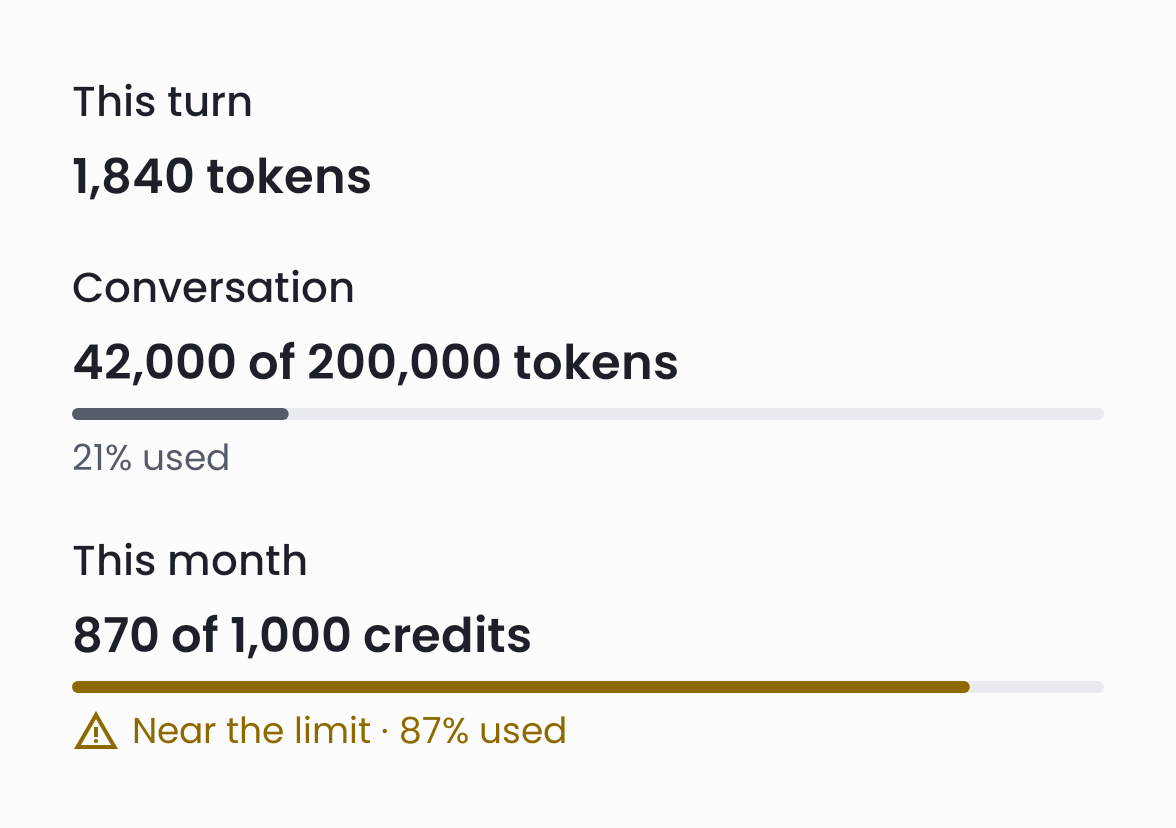 This turn
1,840 tokens
Conversation
42,000 of 200,000 tokens
21% used
This month
870 of 1,000 credits
Near the limit · 87% used